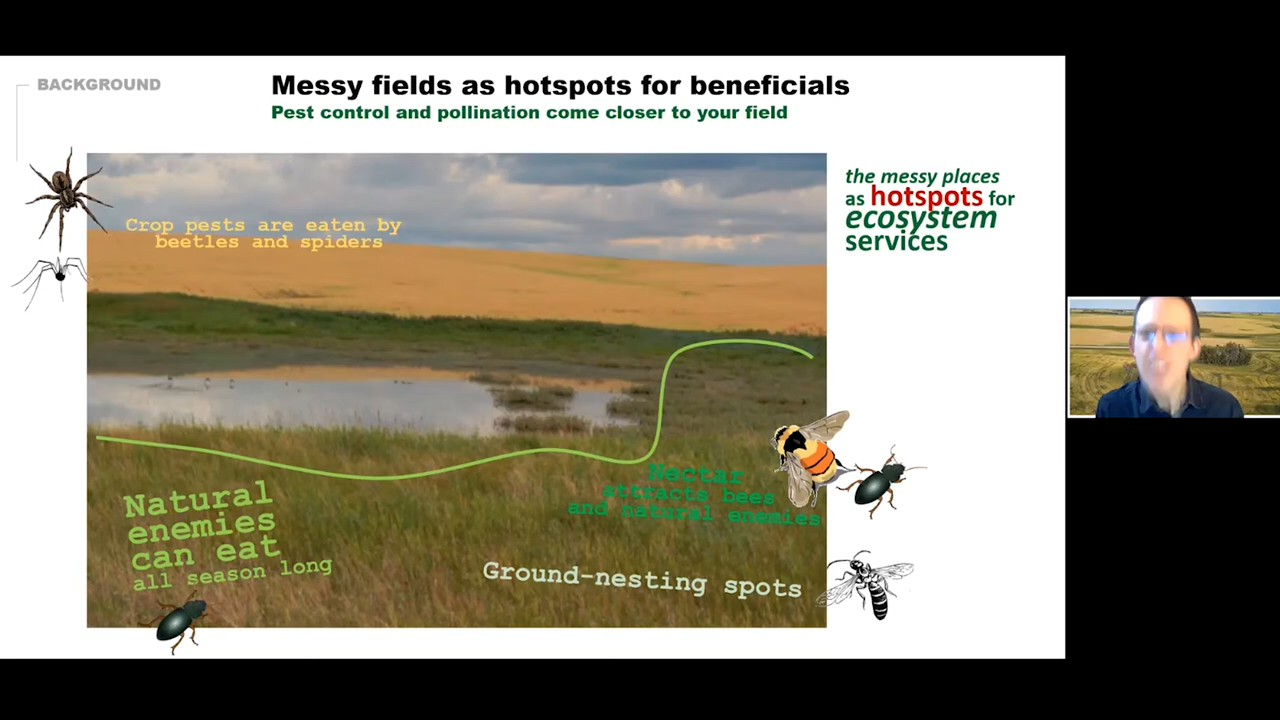 BACKGROUND
Messy fields as hotspots for beneficials
Pest control and pollination come closer to your field
the messy places
as hotspots for
ecosystem
services
Crop pests are eaten by
beetles and spiders
Nectar
attracts bees
and natural enemies
Natural
enemies
can eat
all season long
Ground-nesting spots